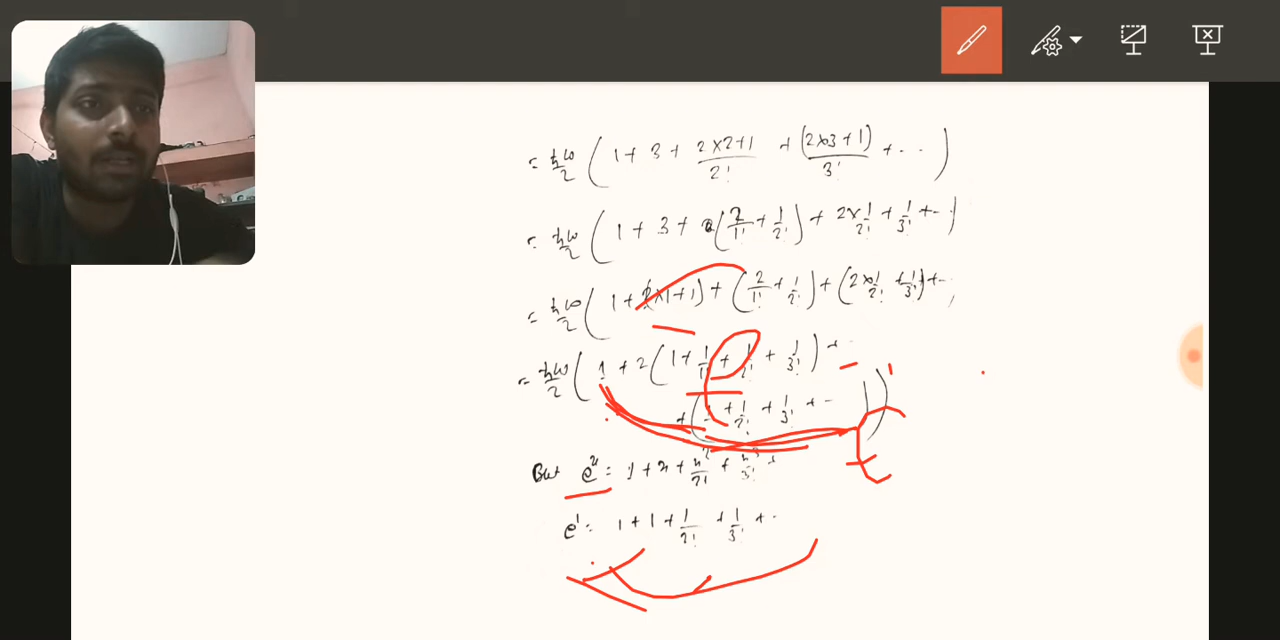 = ħω/2 ( 1 + 3 + (2×2+1)/2! + (2×3+1)/3! + ... )
= ħω/2 ( 1 + 3 + (2/1! + 1/2!) + 2×1/2! + 1/3! + ... )
= ħω/2 ( 1 + (2×1+1) + (2/1! + 1/2!) + (2×1/2! + 1/3!) + ... )
= ħω/2 ( 1 + 2 ( 1 + 1/1! + 1/2! + 1/3! ) + ...
+ ( 1 + 1/2! + 1/3! + ... ) )
But eˣ = 1 + x + x²/2! + x³/3! +
e¹ = 1 + 1 + 1/2! + 1/3! + ...